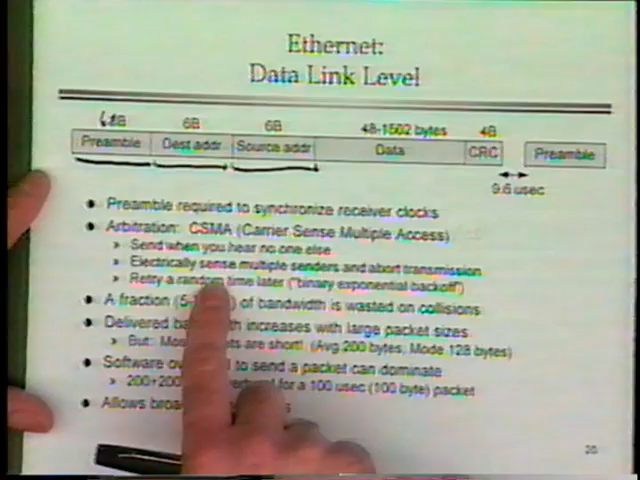 Ethernet:
Data Link Level
6B 6B 48-1502 bytes 4B
Preamble Dest addr Source addr Data CRC Preamble
9.6 usec
Preamble required to synchronize receiver clocks
Arbitration: CSMA (Carrier Sense Multiple Access)
» Send when you hear no one else
» Electrically sense multiple senders and abort transmission
» Retry a random time later ("binary exponential backoff")
A fraction (5- of bandwidth is wasted on collisions
Delivered increases with large packet sizes
» But: are short! (Avg 200 bytes, Mode 128 bytes)
Software to send a packet can dominate
» for a 100 usec (100 byte) packet
Allows
20